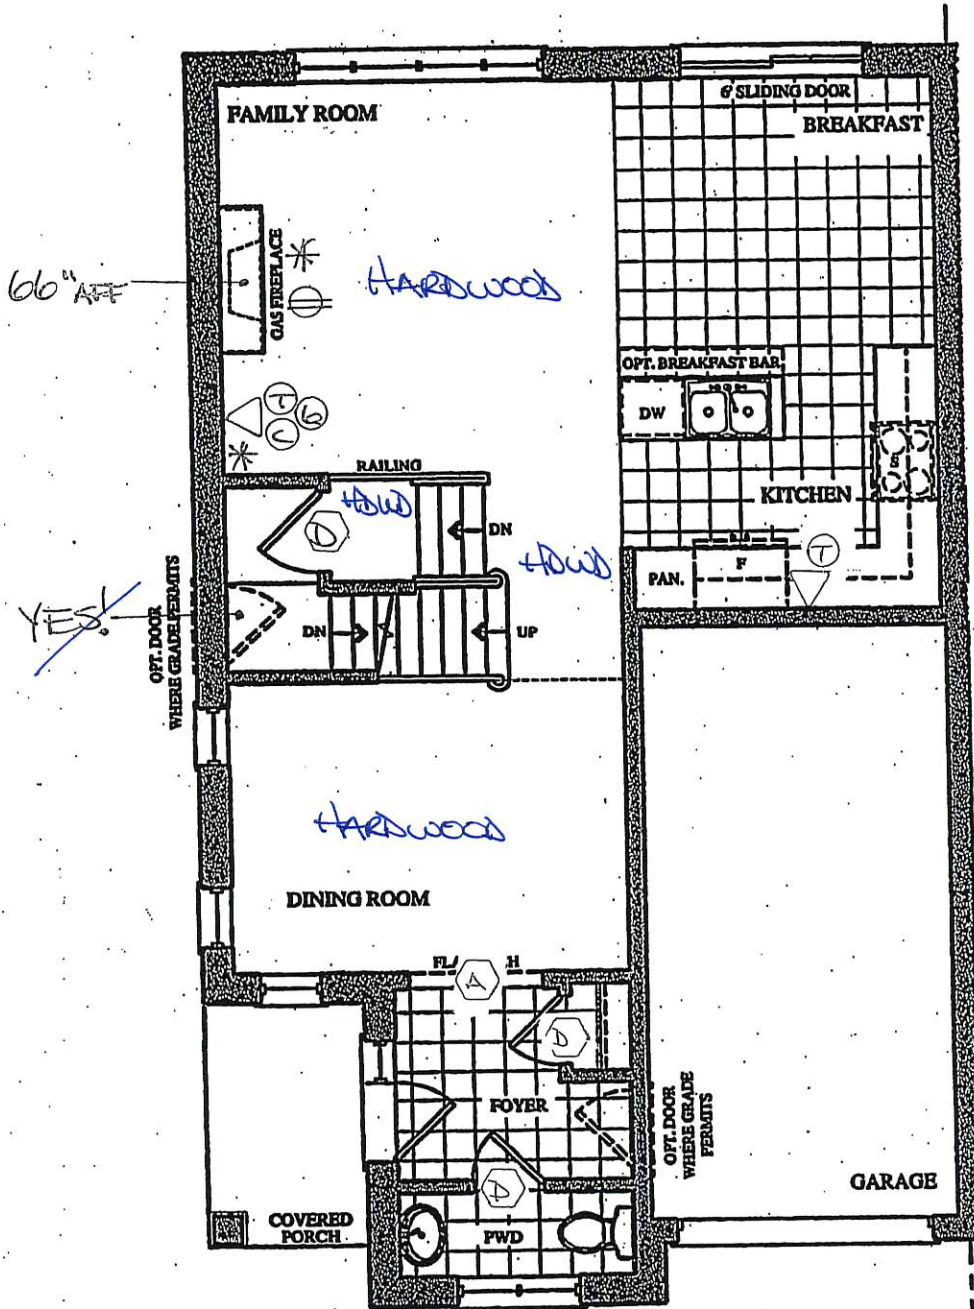 6' SLIDING DOOR
FAMILY ROOM
BREAKFAST
GAS FIREPLACE
66" AFF
HARDWOOD
OPT. BREAKFAST BAR
DW
T
6
C
RAILING
HDWD
D
DN
KITCHEN
S
HDWD
T
PAN.
F
YES!
OPT. DOOR
WHERE GRADE PERMITS
DN
UP
HARDWOOD
DINING ROOM
FL
H
A
D
FOYER
OPT. DOOR
WHERE GRADE
PERMITS
D
GARAGE
COVERED
PORCH
PWD